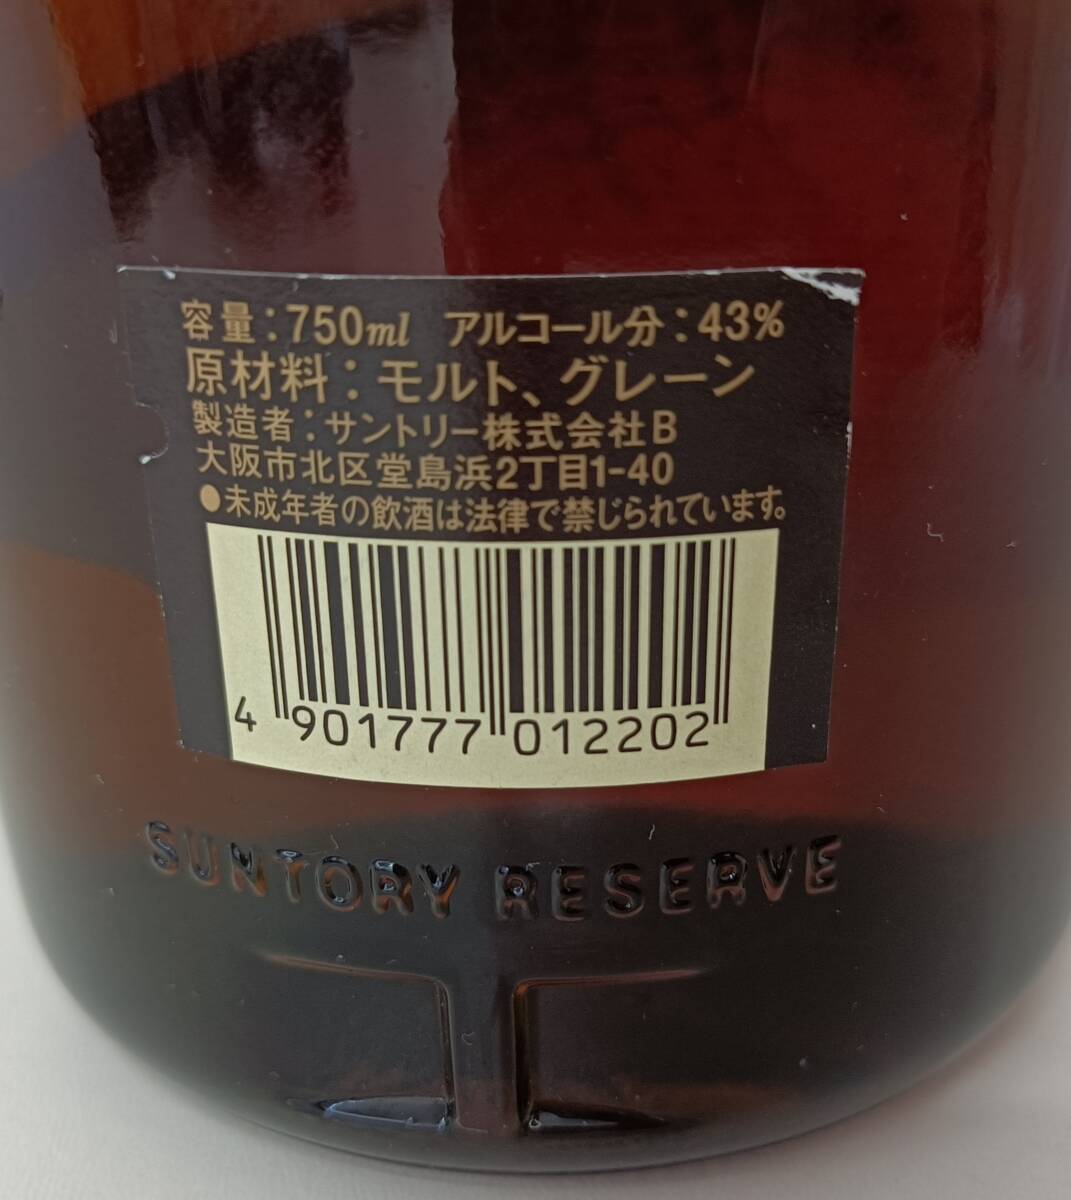 容量:750ml アルコール分:43%
原材料:モルト、グレーン
製造者:サントリー株式会社B
大阪市北区堂島浜2丁目1-40
●未成年者の飲酒は法律で禁じられています。
4 901777 012202
SUNTORY RESERVE